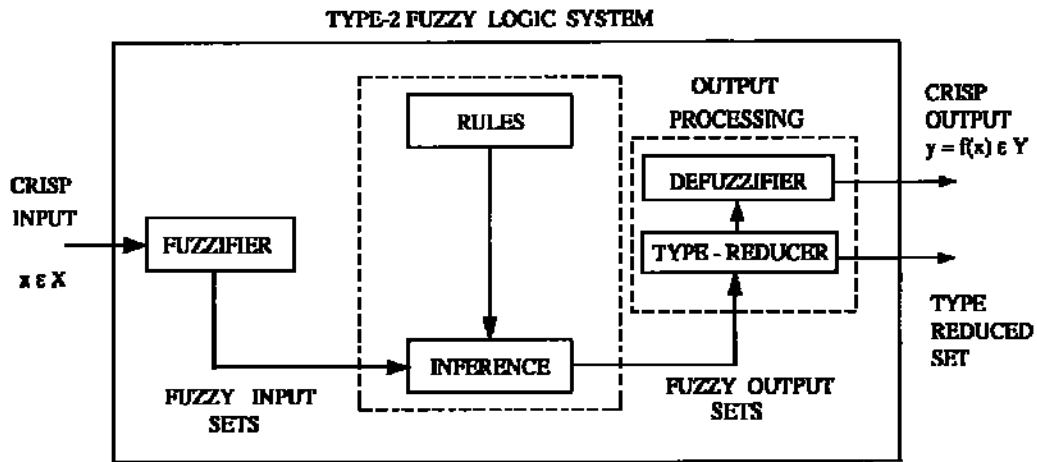 TYPE-2 FUZZY LOGIC SYSTEM
OUTPUT
PROCESSING
RULES
CRISP
OUTPUT
y = f(x) ε Y
DEFUZZIFIER
CRISP
INPUT
x ε X
FUZZIFIER
TYPE - REDUCER
TYPE
REDUCED
SET
INFERENCE
FUZZY INPUT
SETS
FUZZY OUTPUT
SETS